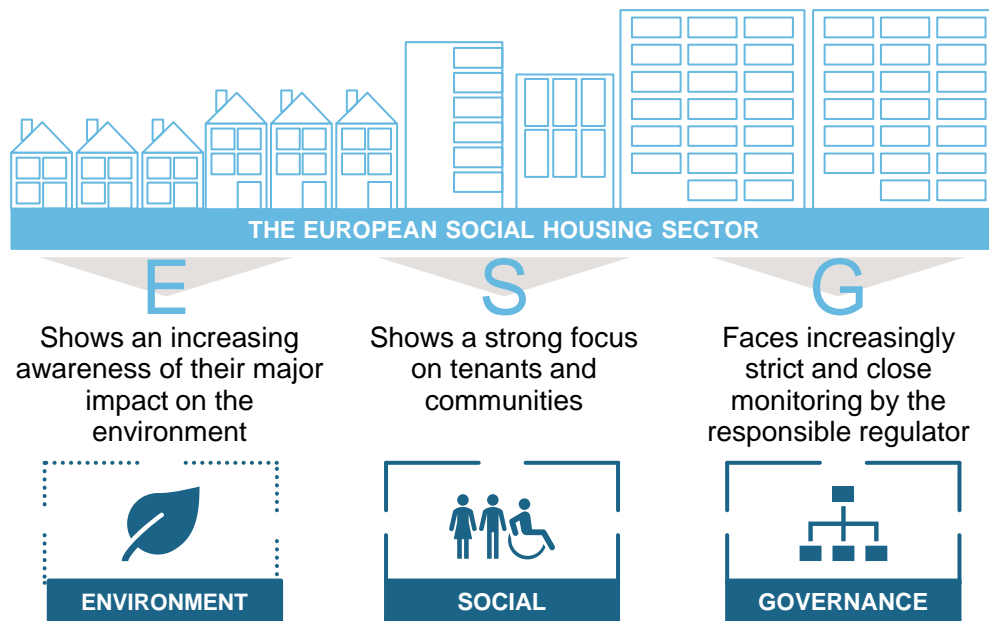 THE EUROPEAN SOCIAL HOUSING SECTOR
E
Shows an increasing
awareness of their major
impact on the
environment
ENVIRONMENT
S
Shows a strong focus
on tenants and
communities
SOCIAL
G
Faces increasingly
strict and close
monitoring by the
responsible regulator
GOVERNANCE